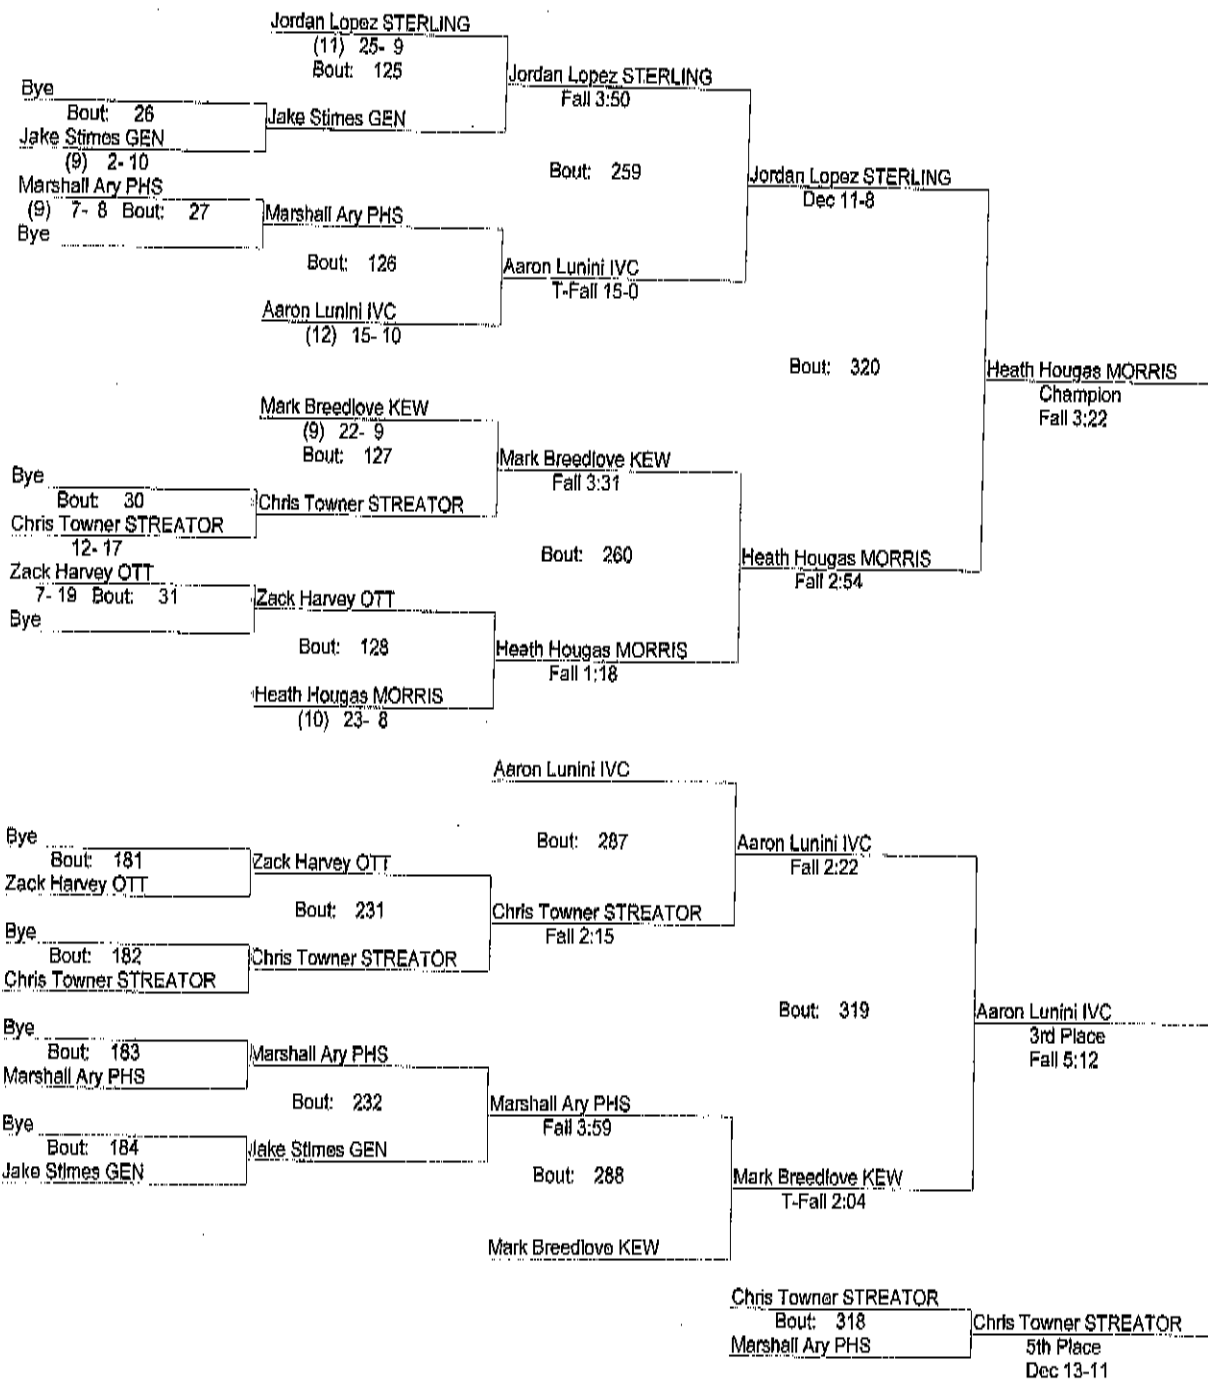 Jordan Lopez STERLING
(11) 25- 9
Bout: 125
Jordan Lopez STERLING
Fall 3:50
Bye
Bout: 26
Jake Stimes GEN
Jake Stimes GEN
(9) 2- 10
Bout: 259
Jordan Lopez STERLING
Dec 11-8
Marshall Ary PHS
(9) 7- 8 Bout: 27
Marshall Ary PHS
Bye
Bout: 126
Aaron Lunini IVC
T-Fall 15-0
Aaron Lunini IVC
(12) 15- 10
Bout: 320
Heath Hougas MORRIS
Champion
Fall 3:22
Mark Breedlove KEW
(9) 22- 9
Bout: 127
Mark Breedlove KEW
Fall 3:31
Bye
Bout: 30
Chris Towner STREATOR
Chris Towner STREATOR
12- 17
Bout: 260
Heath Hougas MORRIS
Fall 2:54
Zack Harvey OTT
7- 19 Bout: 31
Zack Harvey OTT
Bye
Bout: 128
Heath Hougas MORRIS
Fall 1:18
Heath Hougas MORRIS
(10) 23- 8
Aaron Lunini IVC
Bout: 287
Aaron Lunini IVC
Fall 2:22
Bye
Bout: 181
Zack Harvey OTT
Zack Harvey OTT
Bout: 231
Chris Towner STREATOR
Fall 2:15
Bye
Bout: 182
Chris Towner STREATOR
Chris Towner STREATOR
Bout: 319
Aaron Lunini IVC
3rd Place
Fall 5:12
Bye
Bout: 183
Marshall Ary PHS
Marshall Ary PHS
Bout: 232
Marshall Ary PHS
Fall 3:59
Bye
Bout: 184
Jake Stimes GEN
Jake Stimes GEN
Bout: 288
Mark Breedlove KEW
T-Fall 2:04
Mark Breedlove KEW
Chris Towner STREATOR
Bout: 318
Marshall Ary PHS
Chris Towner STREATOR
5th Place
Dec 13-11